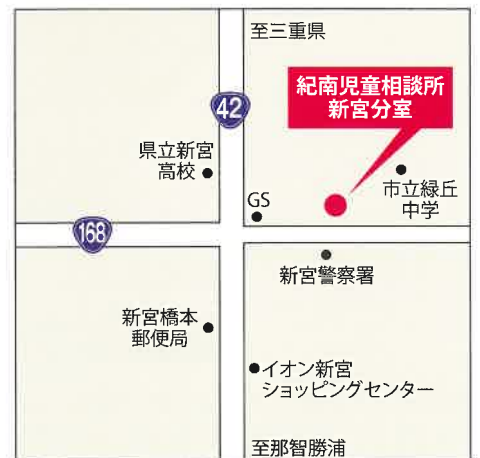 至三重県
紀南児童相談所
新宮分室
42
県立新宮
高校
市立緑丘
中学
GS
168
新宮警察署
新宮橋本
郵便局
イオン新宮
ショッピングセンター
至那智勝浦